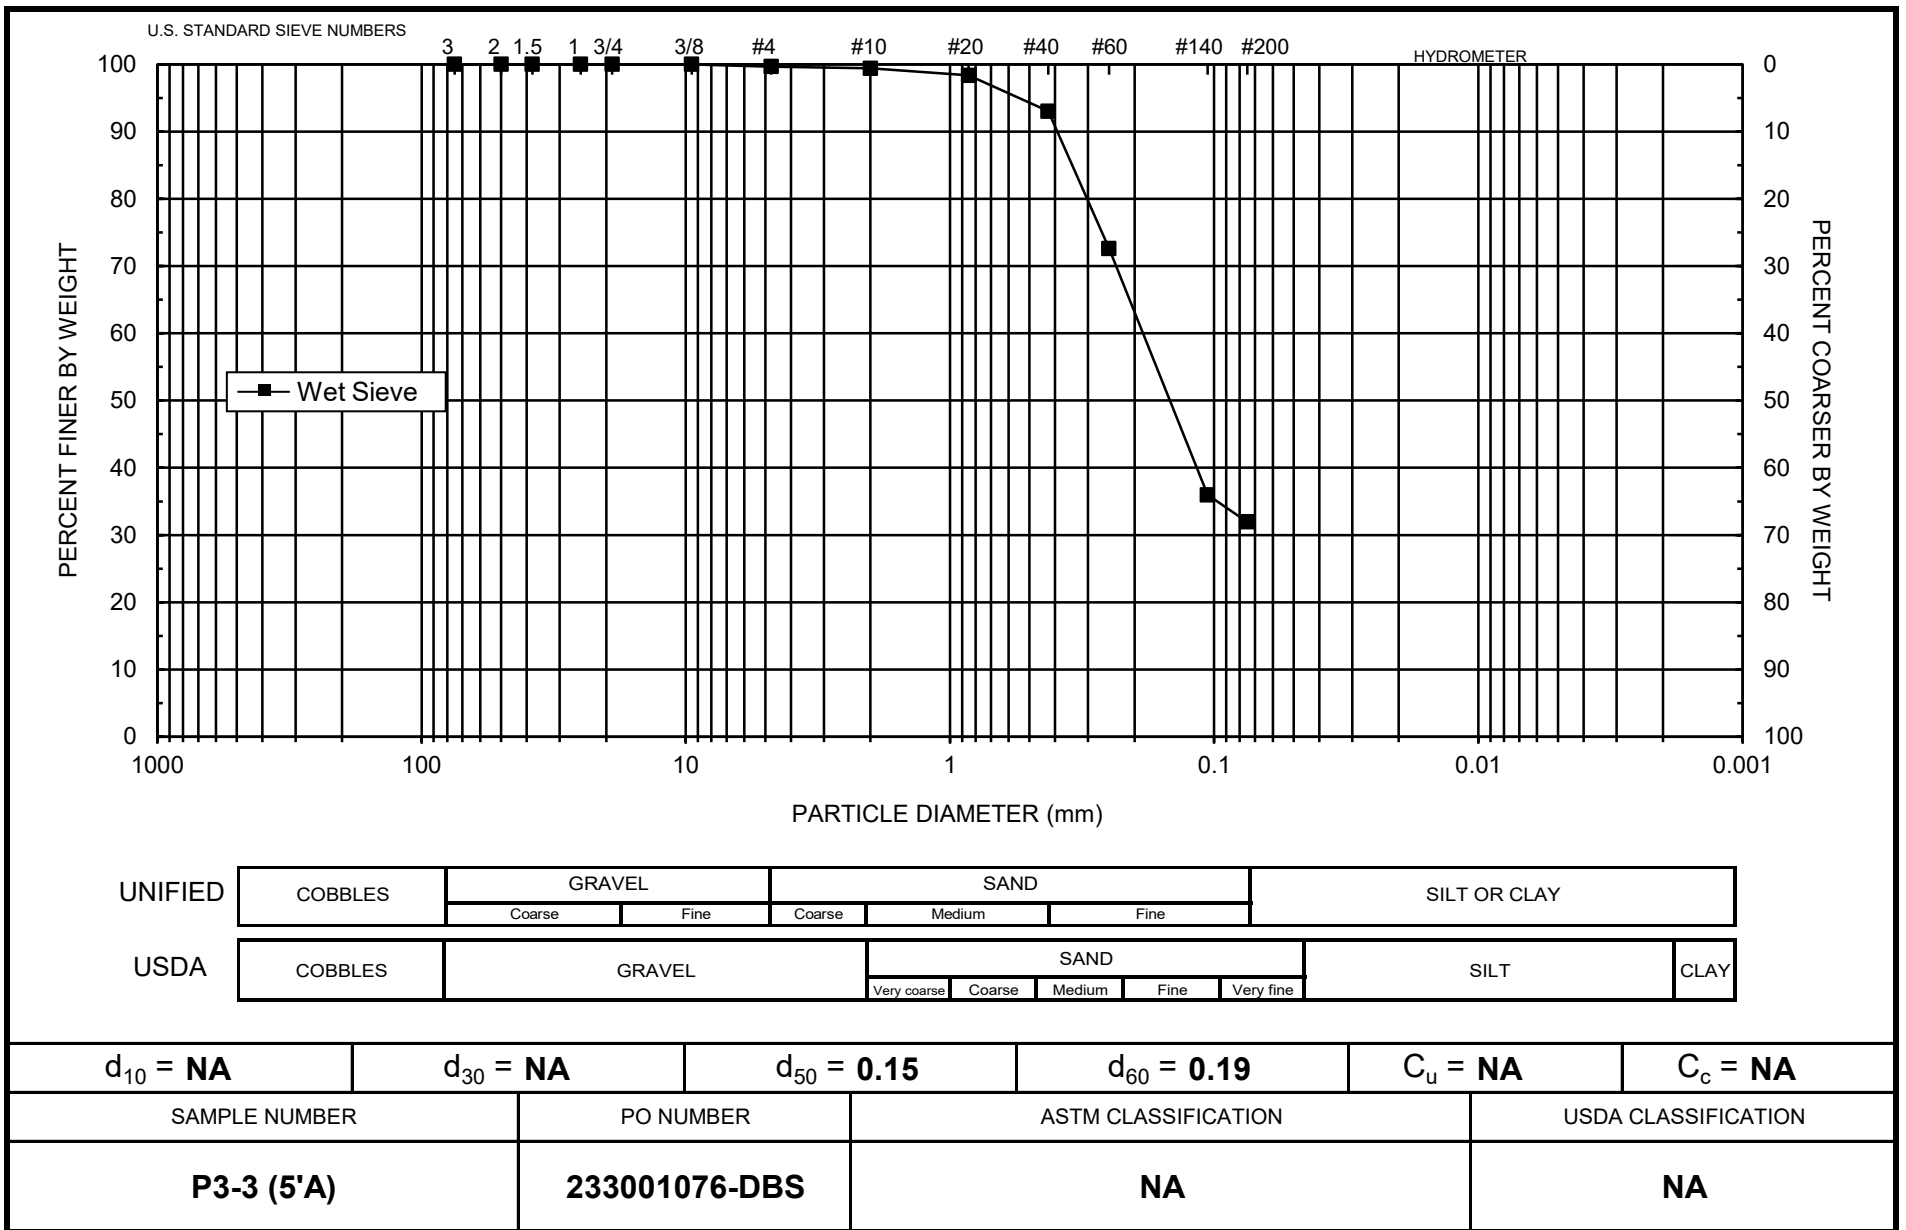 U.S. STANDARD SIEVE NUMBERS
3 2 1.5 1 3/4 3/8 #4 #10 #20 #40 #60 #140 #200
HYDROMETER
100 0
90 10
80 20
70 30
60 40
50 50
40 60
30 70
20 80
10 90
0 100
PERCENT FINER BY WEIGHT
PERCENT COARSER BY WEIGHT
Wet Sieve
1000 100 10 1 0.1 0.01 0.001
PARTICLE DIAMETER (mm)
UNIFIED
COBBLES GRAVEL SAND SILT OR CLAY
Coarse Fine Coarse Medium Fine
USDA
COBBLES GRAVEL SAND SILT CLAY
Very coarse Coarse Medium Fine Very fine
d10 = NA d30 = NA d50 = 0.15 d60 = 0.19 Cu = NA Cc = NA
SAMPLE NUMBER PO NUMBER ASTM CLASSIFICATION USDA CLASSIFICATION
P3-3 (5'A) 233001076-DBS NA NA